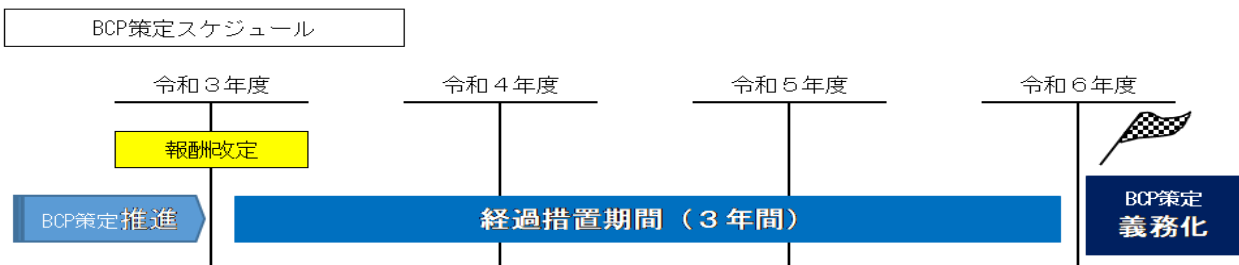 BCP策定スケジュール
令和３年度
令和４年度
令和５年度
令和６年度
報酬改定
BCP策定推進
経過措置期間（３年間）
BCP策定
義務化